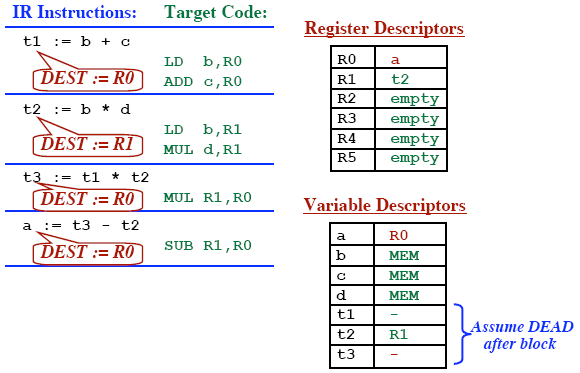 IR Instructions:
Target Code:
t1 := b + c
DEST := R0
LD b,R0
ADD c,R0
t2 := b * d
DEST := R1
LD b,R1
MUL d,R1
t3 := t1 * t2
DEST := R0
MUL R1,R0
a := t3 - t2
DEST := R0
SUB R1,R0
Register Descriptors
R0 a
R1 t2
R2 empty
R3 empty
R4 empty
R5 empty
Variable Descriptors
a R0
b MEM
c MEM
d MEM
t1 -
t2 R1
t3 -
Assume DEAD
after block